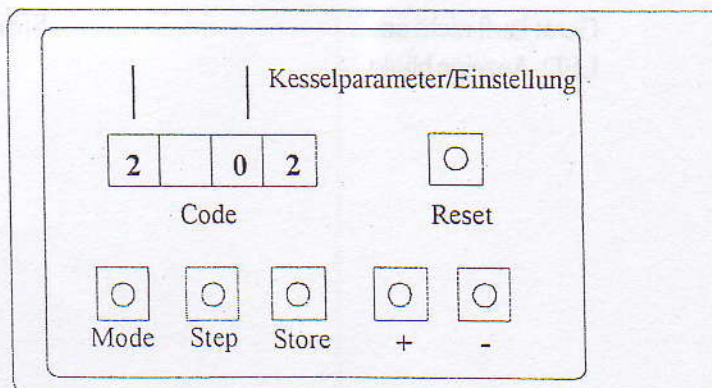 Kesselparameter/Einstellung
2 0 2
Code
Reset
Mode Step Store + -